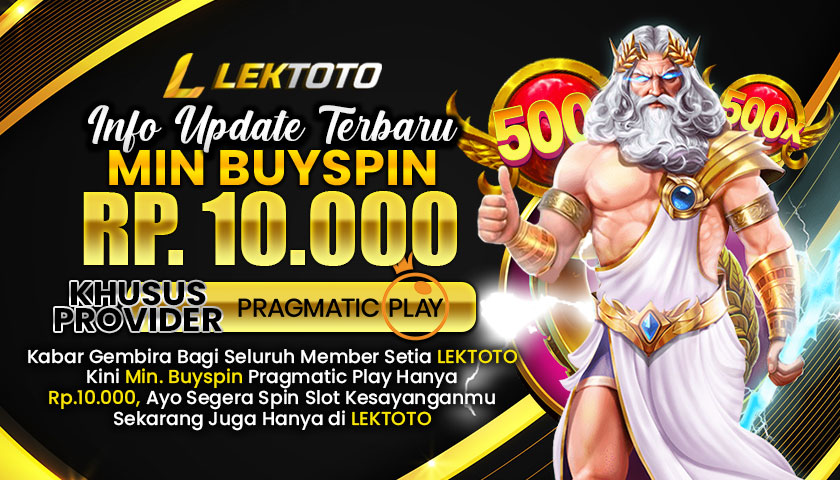 LEKTOTO
Info Update Terbaru
MIN BUYSPIN
RP. 10.000
KHUSUS
PROVIDER
PRAGMATIC PLAY
Kabar Gembira Bagi Seluruh Member Setia LEKTOTO
Kini Min. Buyspin Pragmatic Play Hanya
Rp.10.000, Ayo Segera Spin Slot Kesayanganmu
Sekarang Juga Hanya di LEKTOTO
500
500x